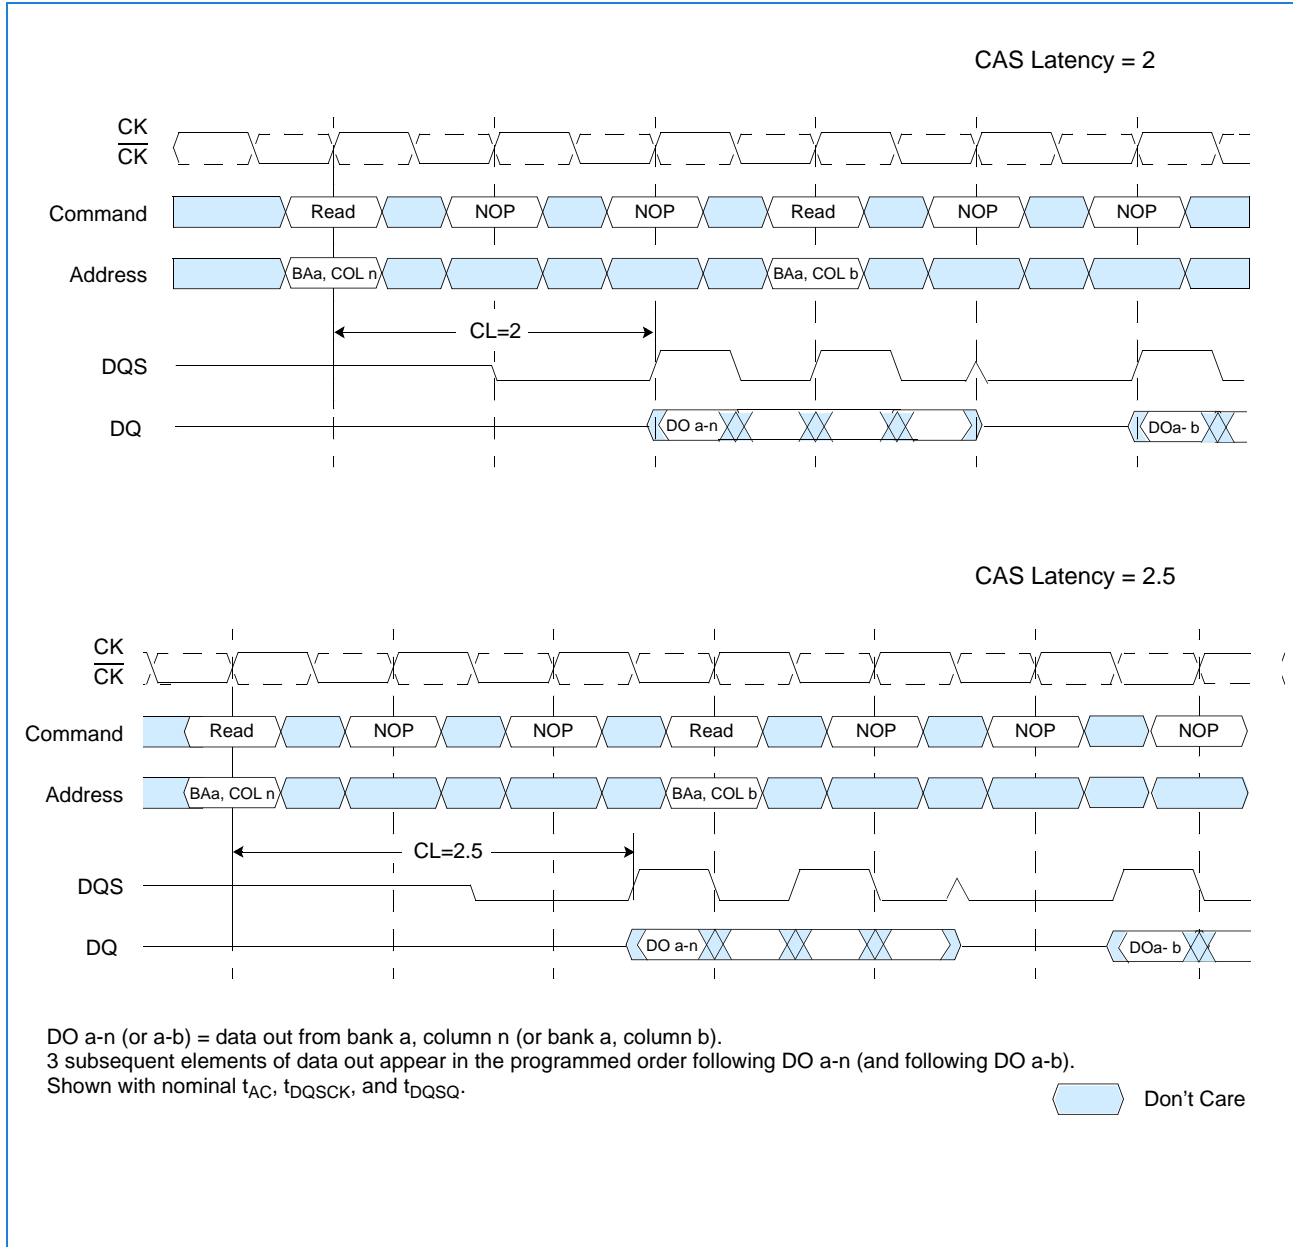 CAS Latency = 2
CK
CK
Command Read NOP NOP Read NOP NOP
Address BAa, COL n BAa, COL b
CL=2
DQS
DQ DO a-n DOa- b
CAS Latency = 2.5
CK
CK
Command Read NOP NOP Read NOP NOP NOP
Address BAa, COL n BAa, COL b
CL=2.5
DQS
DQ DO a-n DOa- b
DO a-n (or a-b) = data out from bank a, column n (or bank a, column b).
3 subsequent elements of data out appear in the programmed order following DO a-n (and following DO a-b).
Shown with nominal tAC, tDQSCK, and tDQSQ.
Don't Care